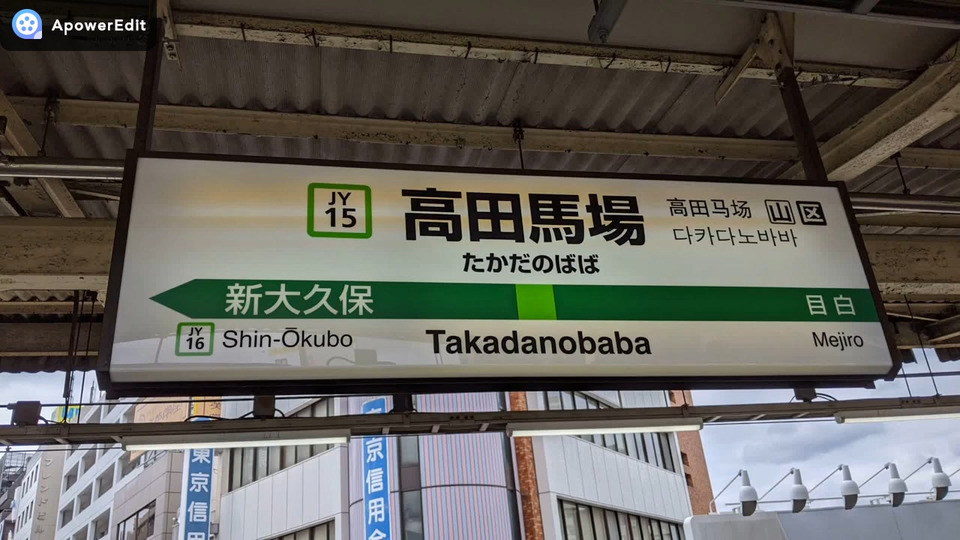 ApowerEdit
JY
15
高田馬場
高田马场
山 区
다카다노바바
たかだのばば
新大久保
目白
JY
16
Shin-Ōkubo
Takadanobaba
Mejiro
東京信用
京信用金